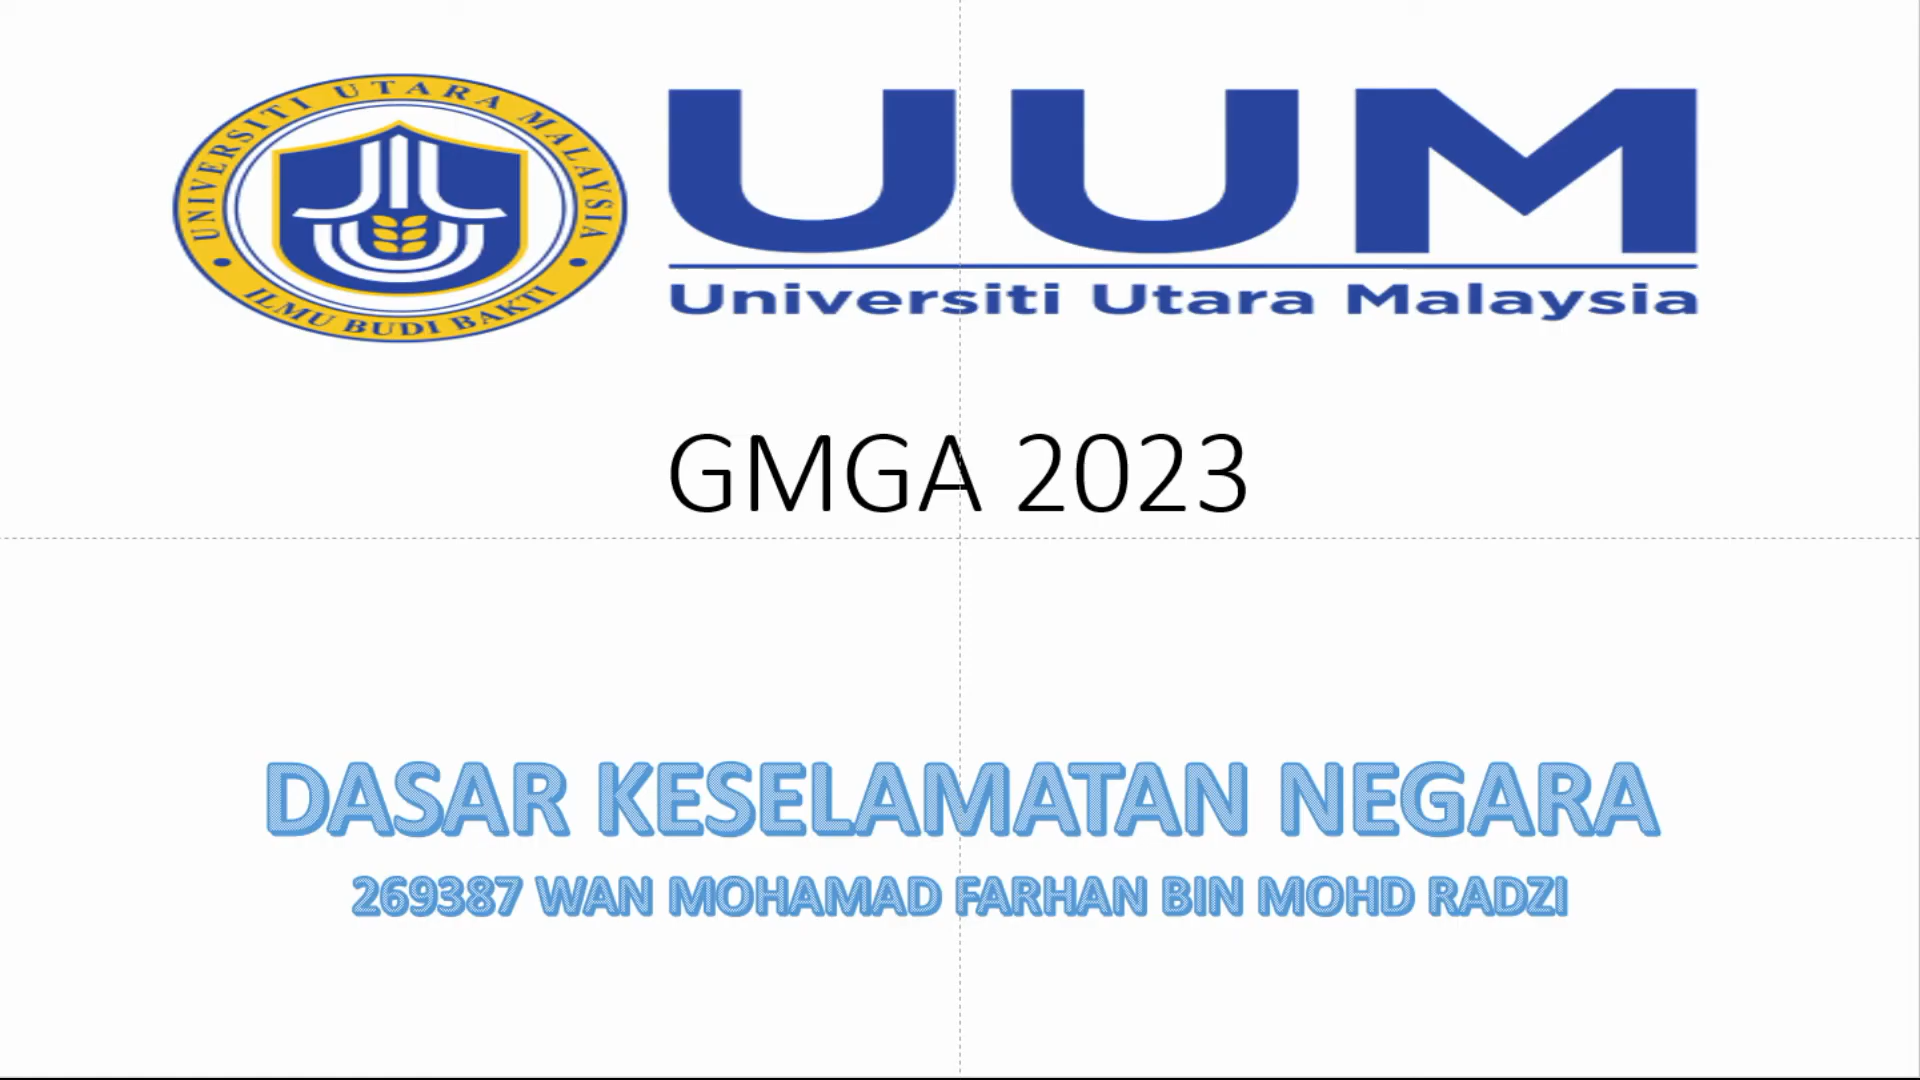 UNIVERSITI UTARA MALAYSIA
ILMU BUDI BAKTI
UUM
Universiti Utara Malaysia
GMGA 2023
DASAR KESELAMATAN NEGARA
269387 WAN MOHAMAD FARHAN BIN MOHD RADZI